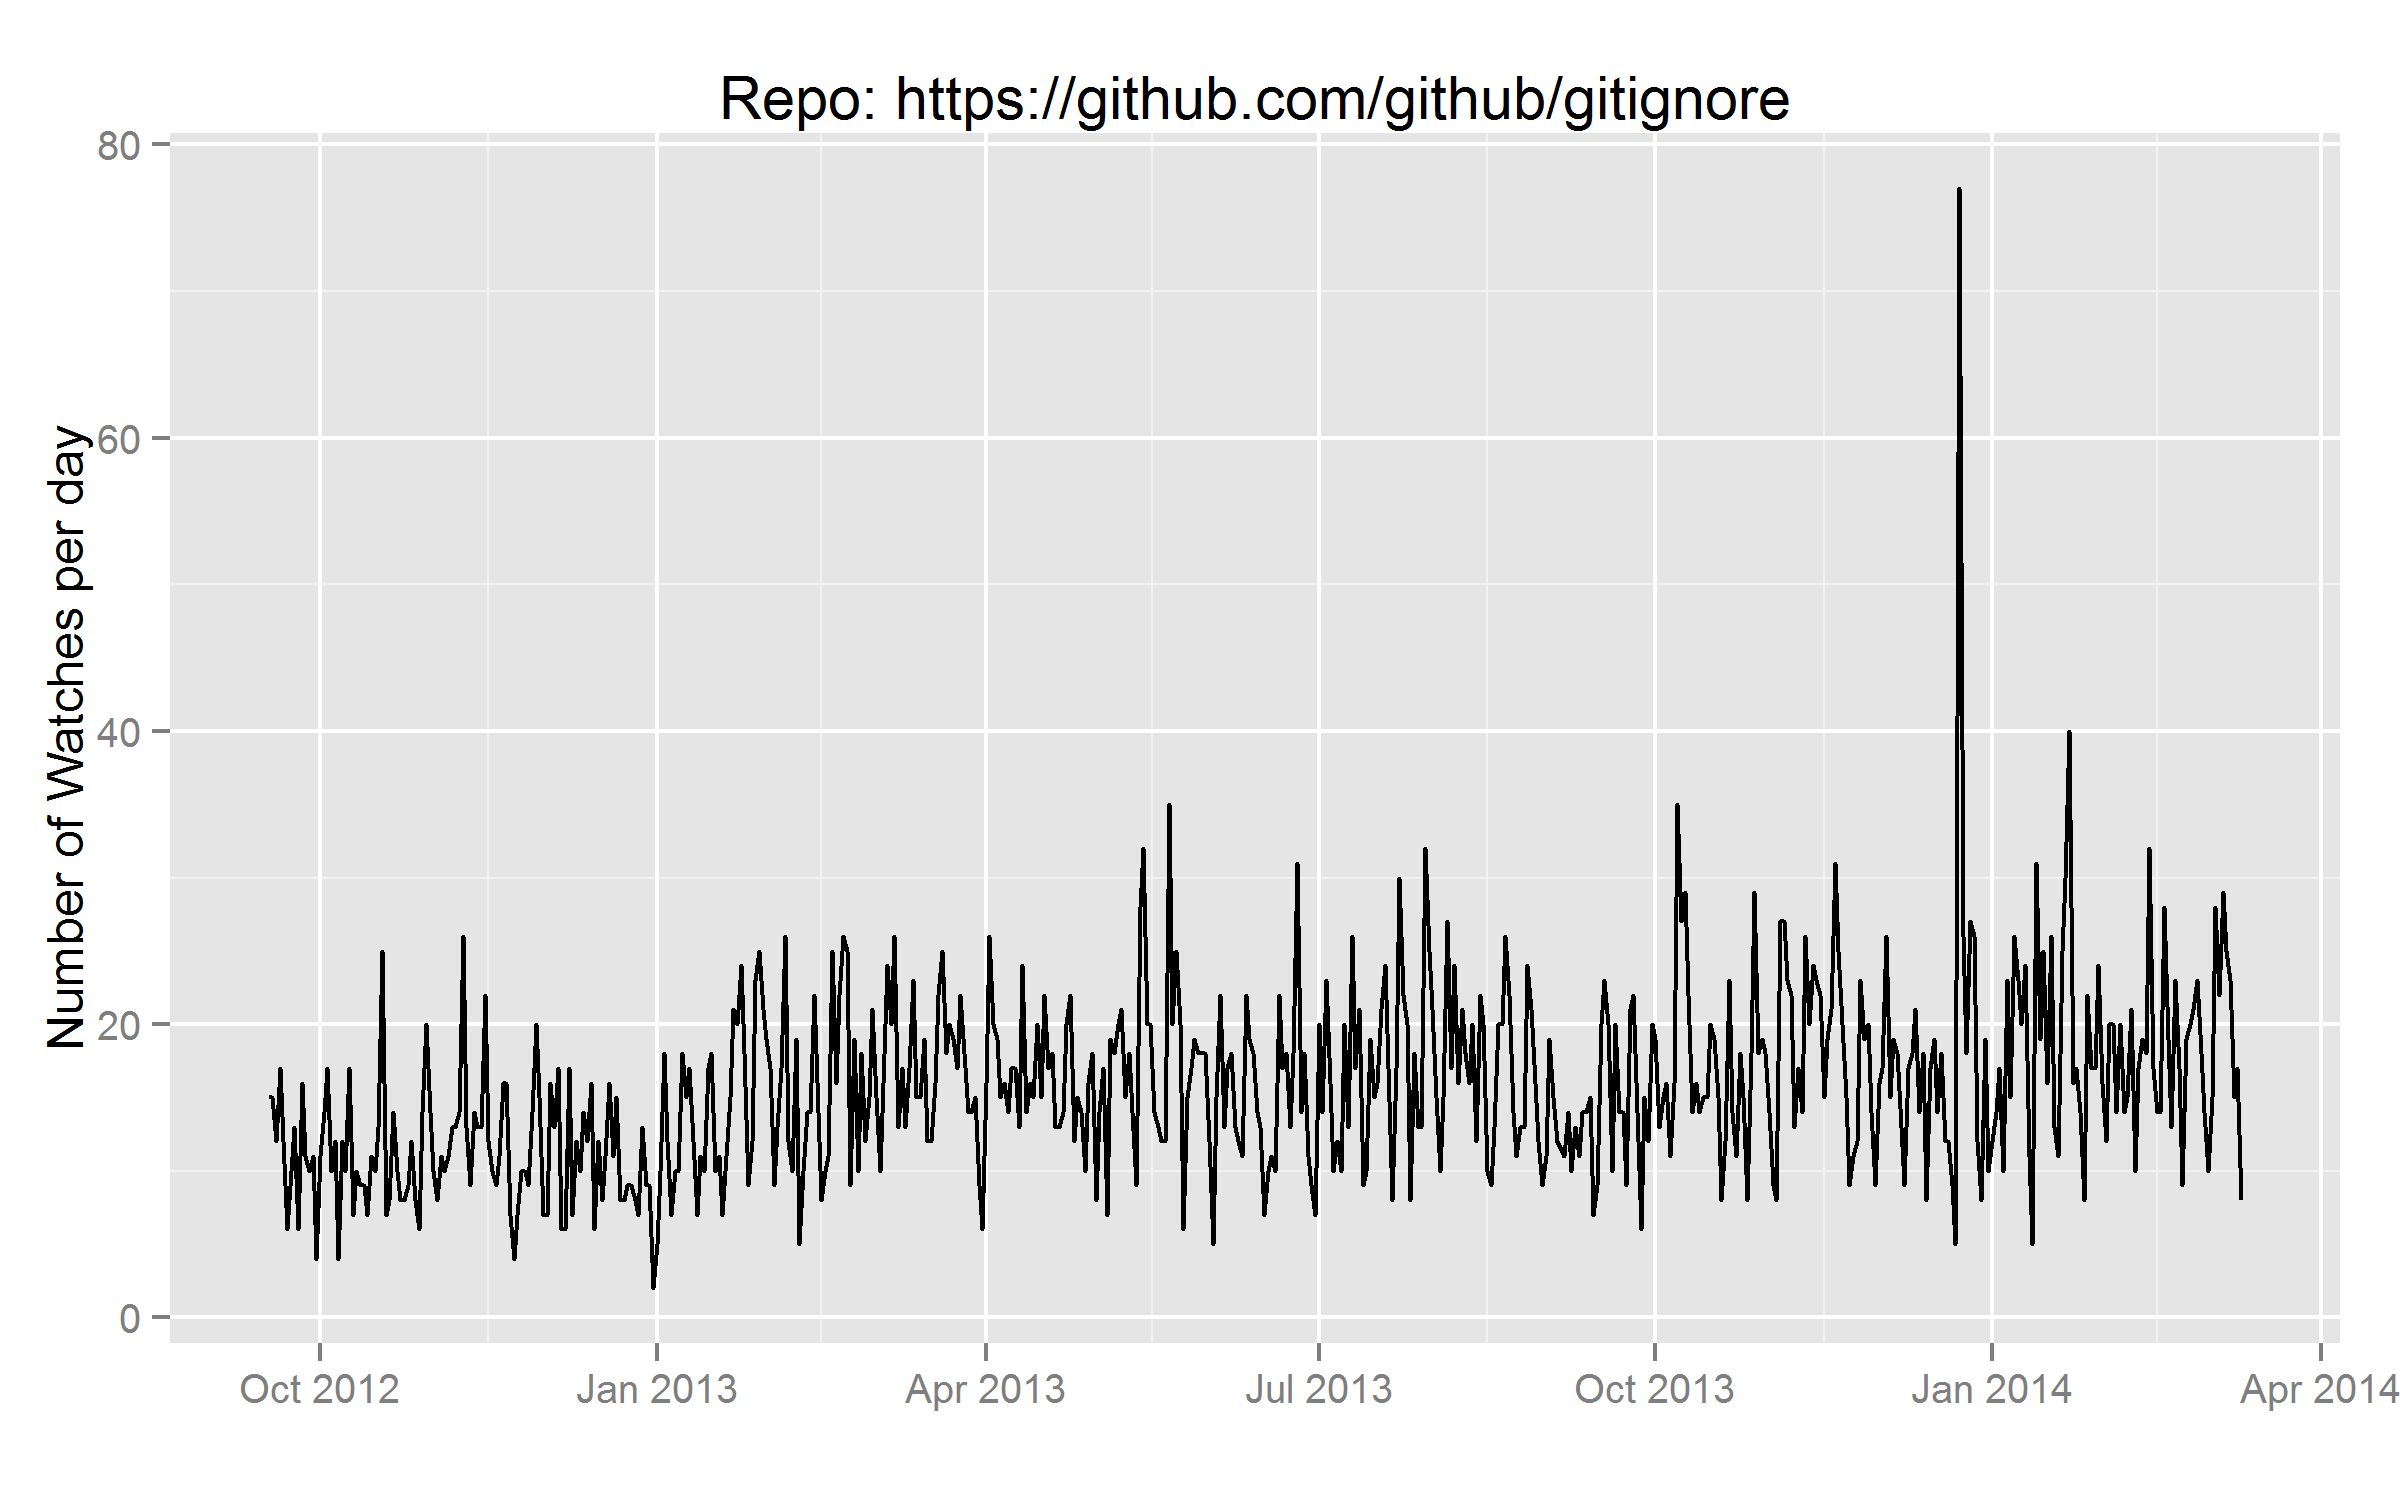 Repo: https://github.com/github/gitignore
Number of Watches per day
80
60
40
20
0
Oct 2012
Jan 2013
Apr 2013
Jul 2013
Oct 2013
Jan 2014
Apr 2014